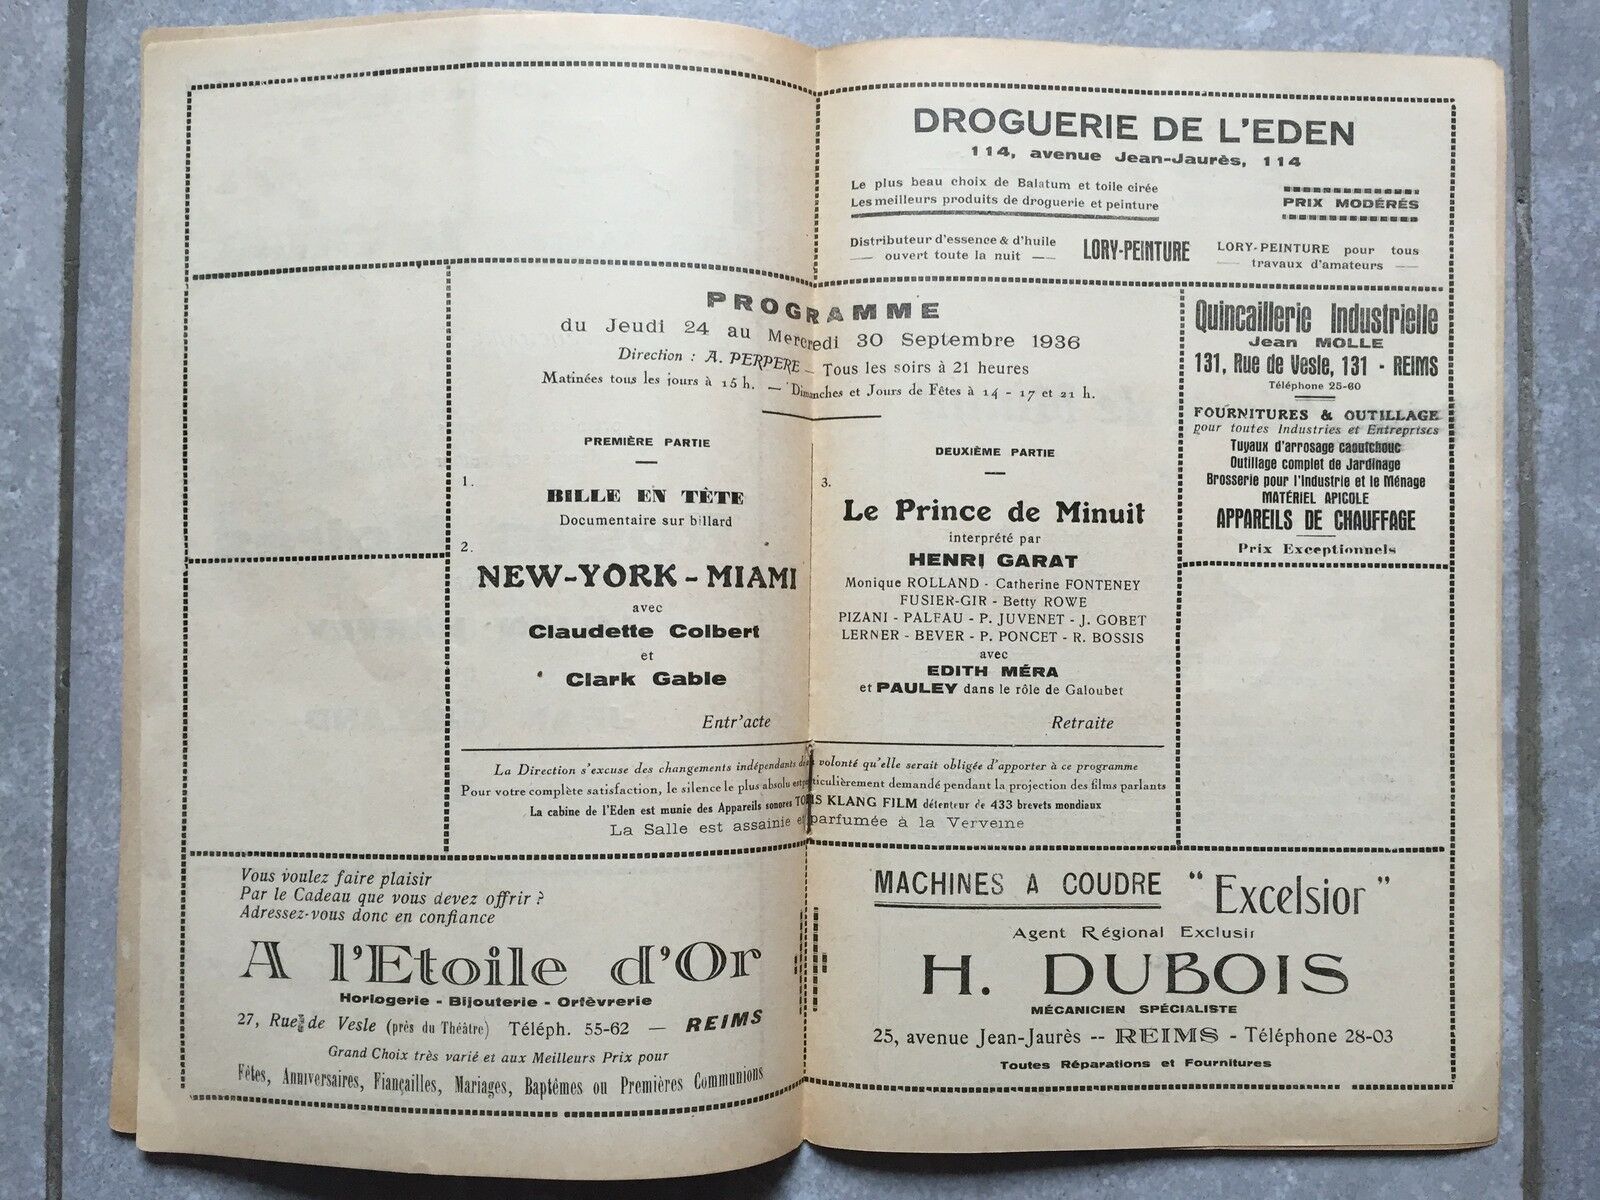 DROGUERIE DE L'EDEN
114, avenue Jean-Jaurès, 114
Le plus beau choix de Balatum et toile cirée
Les meilleurs produits de droguerie et peinture
PRIX MODÉRÉS
Distributeur d'essence & d'huile
— ouvert toute la nuit —
LORY-PEINTURE
LORY-PEINTURE pour tous
— travaux d'amateurs —
PROGRAMME
du Jeudi 24 au Mercredi 30 Septembre 1936
Direction : A. PERPERE — Tous les soirs à 21 heures
Matinées tous les jours à 15 h. — Dimanches et Jours de Fêtes à 14 - 17 et 21 h.
PREMIÈRE PARTIE
1.
BILLE EN TÊTE
Documentaire sur billard
2.
NEW-YORK - MIAMI
avec
Claudette Colbert
et
Clark Gable
Entr'acte
DEUXIÈME PARTIE
3.
Le Prince de Minuit
interprété par
HENRI GARAT
Monique ROLLAND - Catherine FONTENEY
FUSIER-GIR - Betty ROWE
PIZANI - PALEAU - P. JUVENET - J. GOBET
LERNER - BEVER - P. PONCET - R. BOSSIS
avec
EDITH MÉRA
et PAULEY dans le rôle de Galoubet
Retraite
La Direction s'excuse des changements indépendants de sa volonté qu'elle serait obligée d'apporter à ce programme
Pour votre complète satisfaction, le silence le plus absolu est particulièrement demandé pendant la projection des films parlants
La cabine de l'Eden est munie des Appareils sonores KLANG FILM détenteur de 433 brevets mondiaux
La Salle est assainie et parfumée à la Verveine
Quincaillerie Industrielle
Jean MOLLE
131, Rue de Vesle, 131 - REIMS
Téléphone 25-60
FOURNITURES & OUTILLAGE
pour toutes Industries et Entreprises
Tuyaux d'arrosage caoutchouc
Outillage complet de Jardinage
Brosserie pour l'Industrie et le Ménage
MATÉRIEL APICOLE
APPAREILS DE CHAUFFAGE
Prix Exceptionnels
Vous voulez faire plaisir
Par le Cadeau que vous devez offrir ?
Adressez-vous donc en confiance
A l'Etoile d'Or
Horlogerie - Bijouterie - Orfèvrerie
27, Rue de Vesle (près du Théâtre) Téléph. 55-62 — REIMS
Grand Choix très varié et aux Meilleurs Prix pour
Fêtes, Anniversaires, Fiançailles, Mariages, Baptêmes ou Premières Communions
MACHINES A COUDRE "Excelsior"
Agent Régional Exclusif
H. DUBOIS
MÉCANICIEN SPÉCIALISTE
25, avenue Jean-Jaurès -- REIMS - Téléphone 28-03
Toutes Réparations et Fournitures